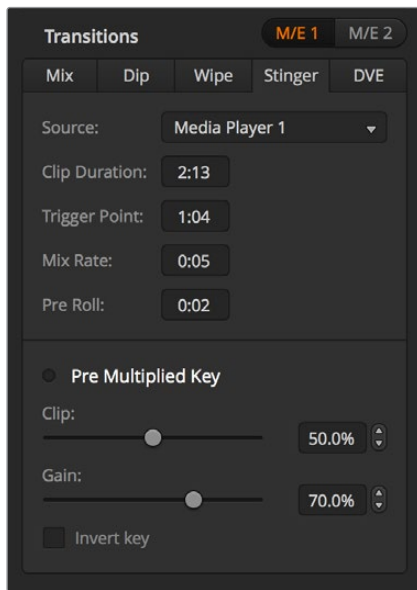 Transitions M/E 1 M/E 2
Mix Dip Wipe Stinger DVE
Source: Media Player 1
Clip Duration: 2:13
Trigger Point: 1:04
Mix Rate: 0:05
Pre Roll: 0:02
Pre Multiplied Key
Clip:
50.0%
Gain:
70.0%
Invert key